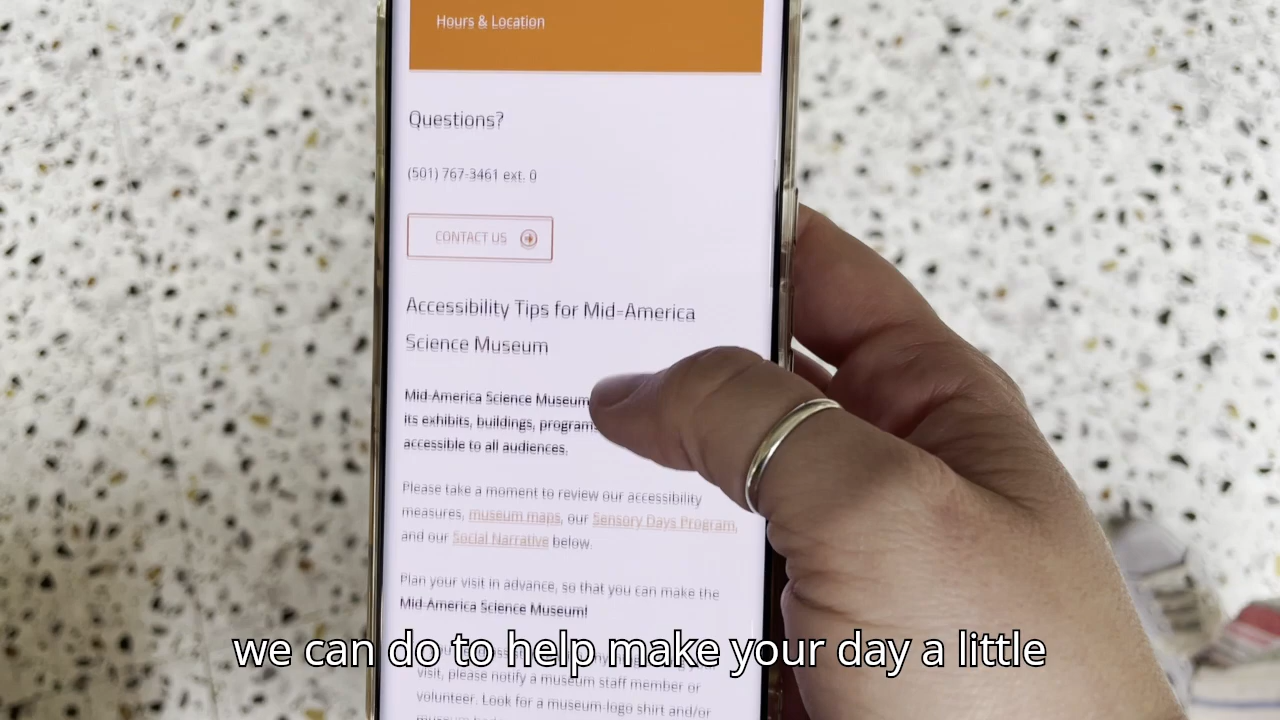 Hours & Location
Questions?
(501) 767-3461 ext. 0
CONTACT US
Accessibility Tips for Mid-America
Science Museum
Mid-America Science Museum
its exhibits, buildings, programs
accessible to all audiences.
Please take a moment to review our accessibility
measures, museum maps, our Sensory Days Program,
and our Social Narrative below.
Plan your visit in advance, so that you can make the
Mid-America Science Museum!
we can do to help make your day a little
visit, please notify a museum staff member or
volunteer. Look for a museum-logo shirt and/or